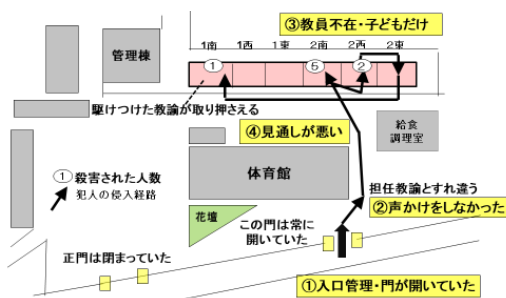 ③教員不在・子どもだけ
1南 1西 1東 2南 2西 2東
管理棟
① ⑤ ②
駆けつけた教諭が取り押さえる
④見通しが悪い
給食
調理室
① 殺害された人数
犯人の侵入経路
体育館
担任教諭とすれ違う
②声かけをしなかった
花壇
この門は常に
開いていた
正門は閉まっていた
①入口管理・門が開いていた